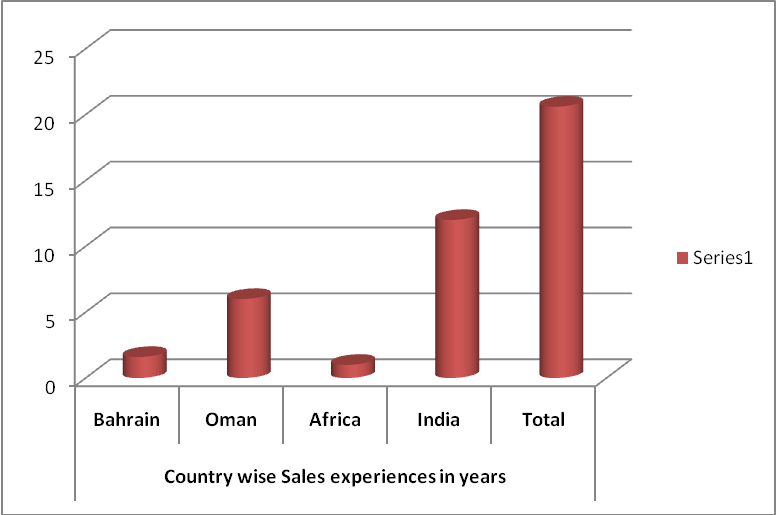 25
20
15
10
5
0
Bahrain Oman Africa India Total
Country wise Sales experiences in years
Series1